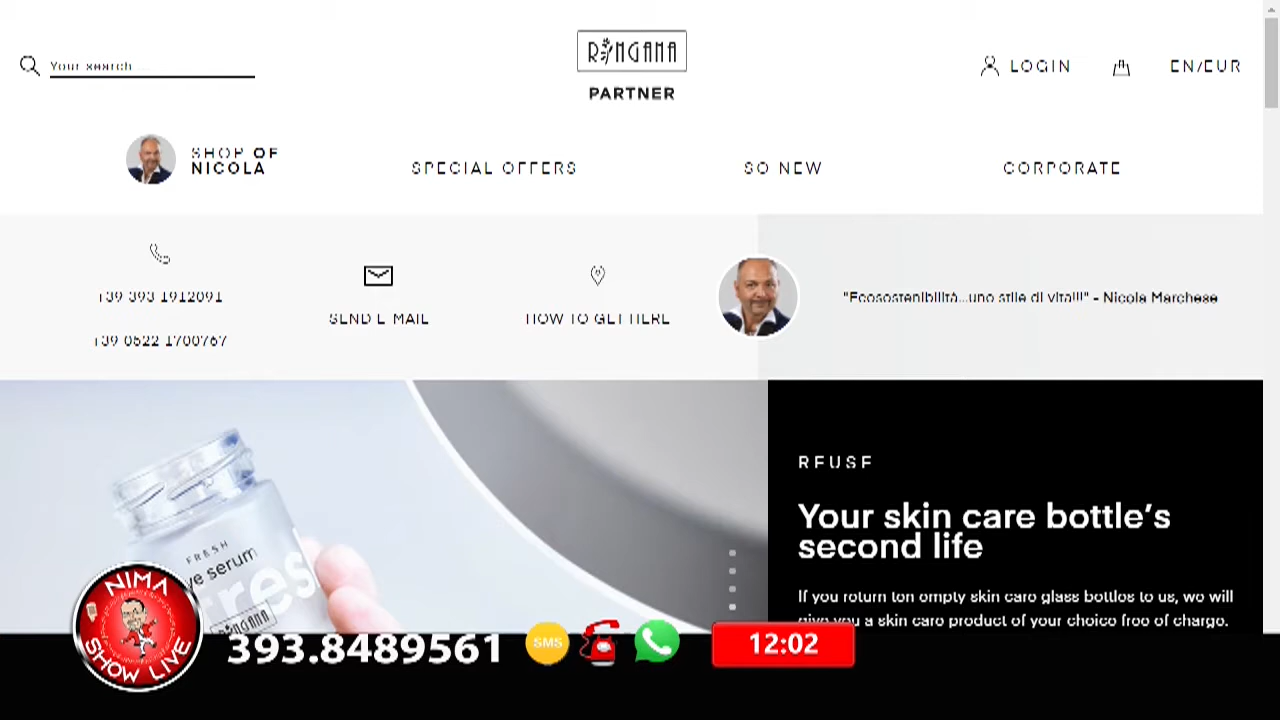 Your search...
RINGANA
PARTNER
LOGIN
EN/EUR
SHOP OF
NICOLA
SPECIAL OFFERS
SO NEW
CORPORATE
+39 393 1912091
+39 0522 1700767
SEND E-MAIL
HOW TO GET HERE
"Ecosostenibilità...uno stile di vita!!!" - Nicola Marchese
REUSE
Your skin care bottle's
second life
If you return ten empty skin care glass bottles to us, we will
give you a skin care product of your choice free of charge.
FRESH
eye serum
fres
RINGANA
NIMA
SHOW LIVE
393.8489561
SMS
12:02